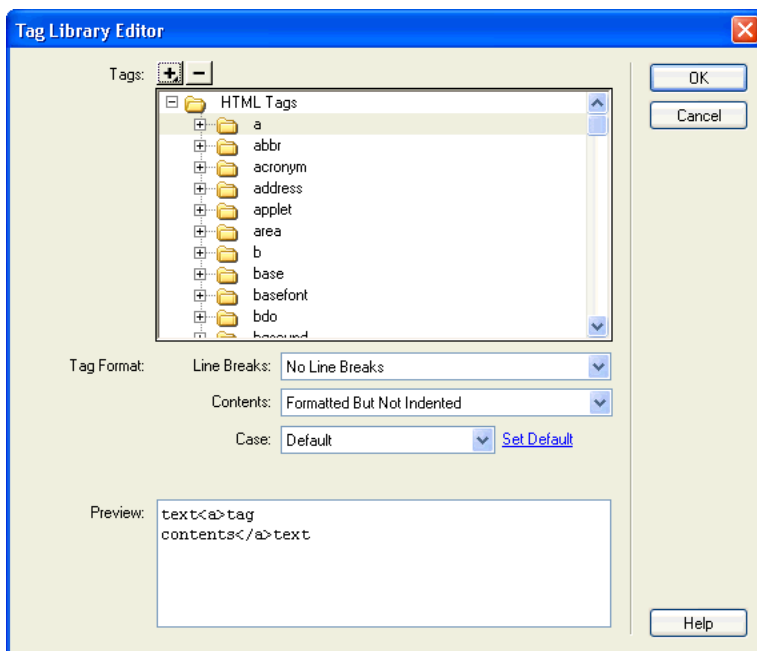 Tag Library Editor
Tags:
HTML Tags
a
abbr
acronym
address
applet
area
b
base
basefont
bdo
Tag Format:
Line Breaks: No Line Breaks
Contents: Formatted But Not Indented
Case: Default Set Default
Preview:
text<a>tag
contents</a>text
OK
Cancel
Help